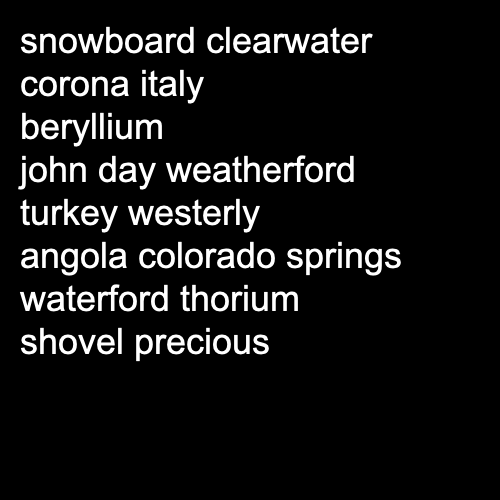 snowboard clearwater
corona italy
beryllium
john day weatherford
turkey westerly
angola colorado springs
waterford thorium
shovel precious